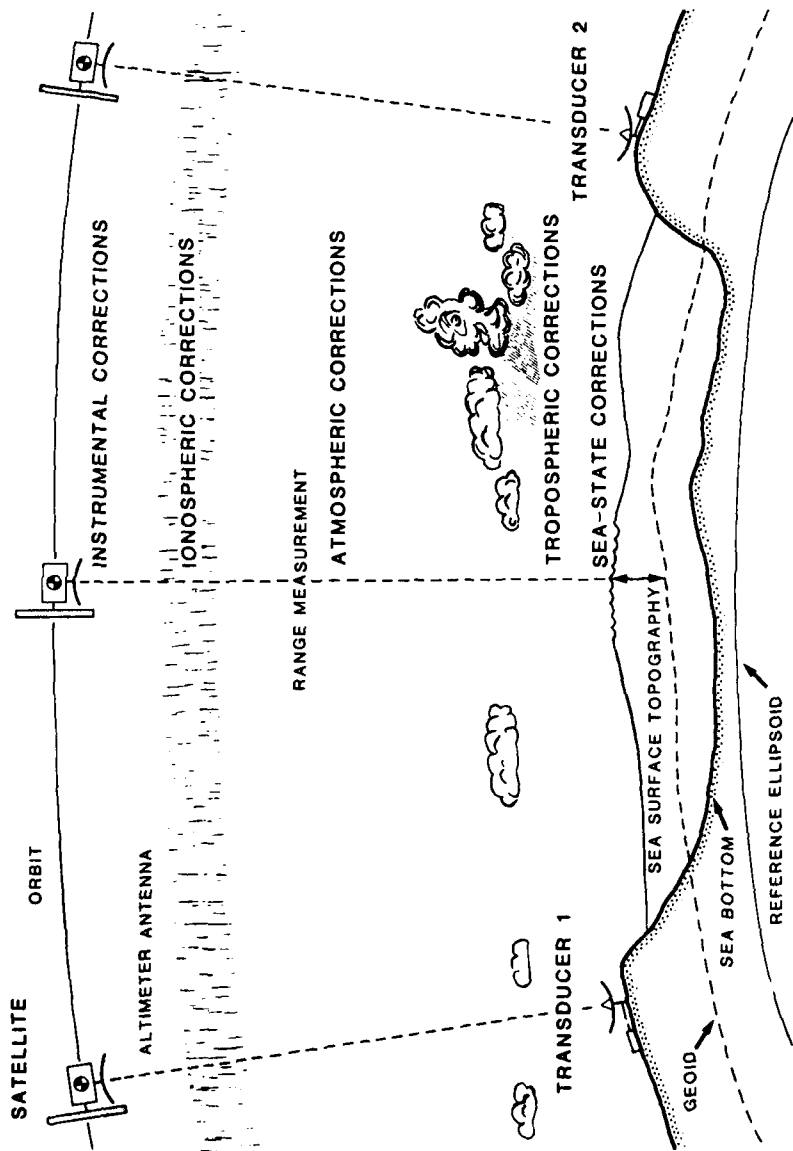 SATELLITE
ORBIT
ALTIMETER ANTENNA
INSTRUMENTAL CORRECTIONS
IONOSPHERIC CORRECTIONS
RANGE MEASUREMENT
ATMOSPHERIC CORRECTIONS
TROPOSPHERIC CORRECTIONS
TRANSDUCER 1
TRANSDUCER 2
SEA-STATE CORRECTIONS
SEA SURFACE TOPOGRAPHY
GEOID
SEA BOTTOM
REFERENCE ELLIPSOID